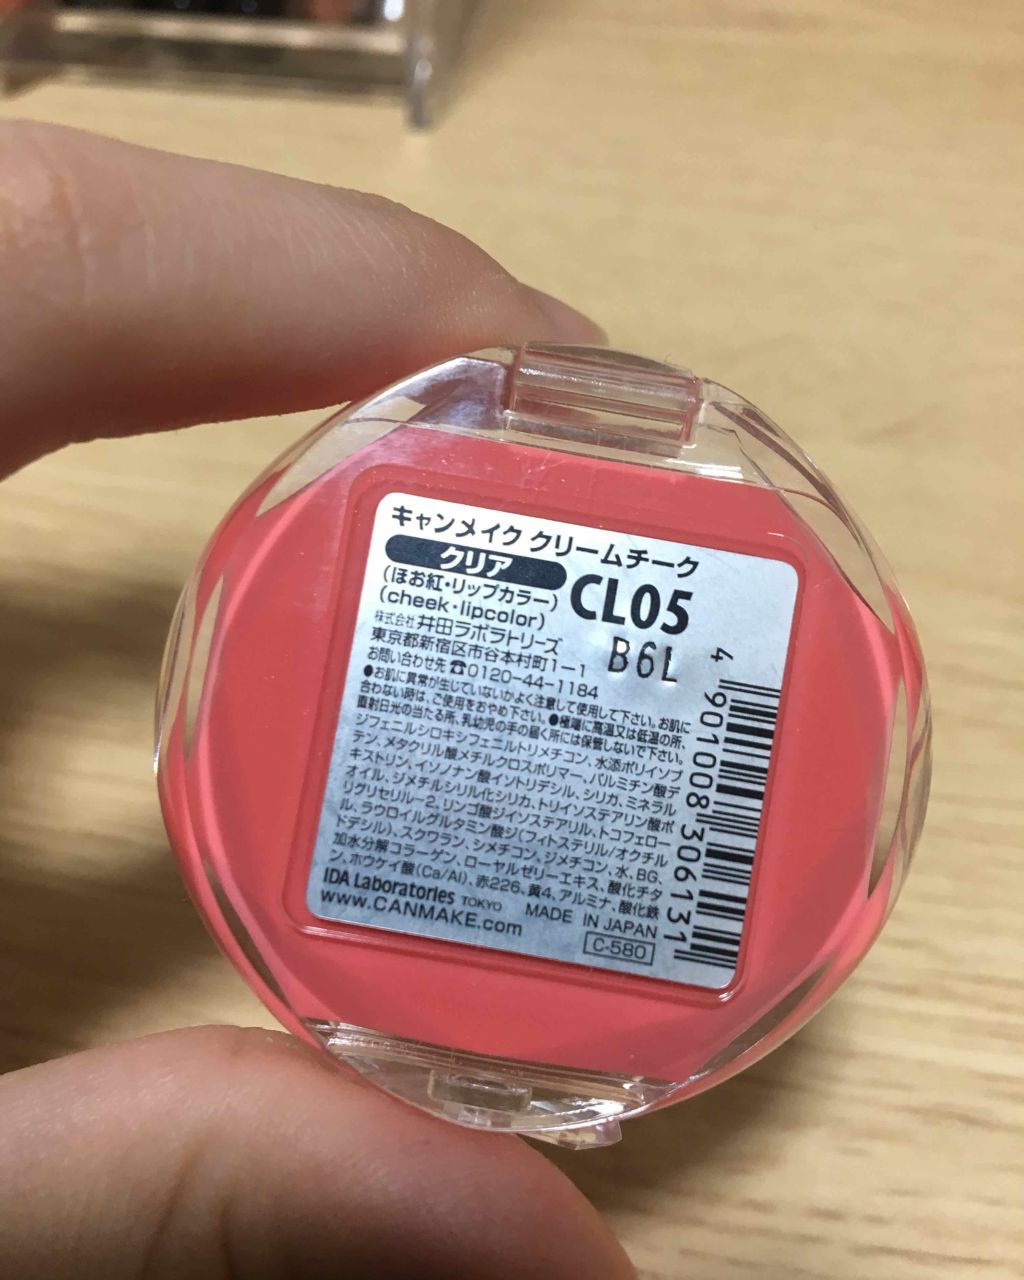 キャンメイク クリームチーク
クリア
(ほお紅・リップカラー)
(cheek・lipcolor)
CL05
B6L
株式会社 井田ラボラトリーズ
東京都新宿区市谷本村町1-1
お問い合わせ先 ☎0120-44-1184
●お肌に異常が生じていないかよく注意して使用して下さい。お肌に
合わない時は、ご使用をおやめ下さい。●極端に高温又は低温の所、
直射日光の当たる所、乳幼児の手の届く所には保管しないで下さい。
ジフェニルシロキシフェニルトリメチコン、水添ポリイソブ
テン、メタクリル酸メチルクロスポリマー、パルミチン酸デ
キストリン、イソノナン酸イソトリデシル、シリカ、ミネラル
オイル、ジメチルシリル化シリカ、トリイソステアリン酸ポ
リグリセリル-2、リンゴ酸ジイソステアリル、トコフェロー
ル、ラウロイルグルタミン酸ジ(フィトステリル/オクチル
ドデシル)、スクワラン、シメチコン、ジメチコン、水、BG、
加水分解コラーゲン、ローヤルゼリーエキス、酸化チタ
ン、ホウケイ酸(Ca/Al)、赤226、黄4、アルミナ、酸化鉄
IDA Laboratories TOKYO
MADE IN JAPAN
www.CANMAKE.com
C-580
4 901008 306131